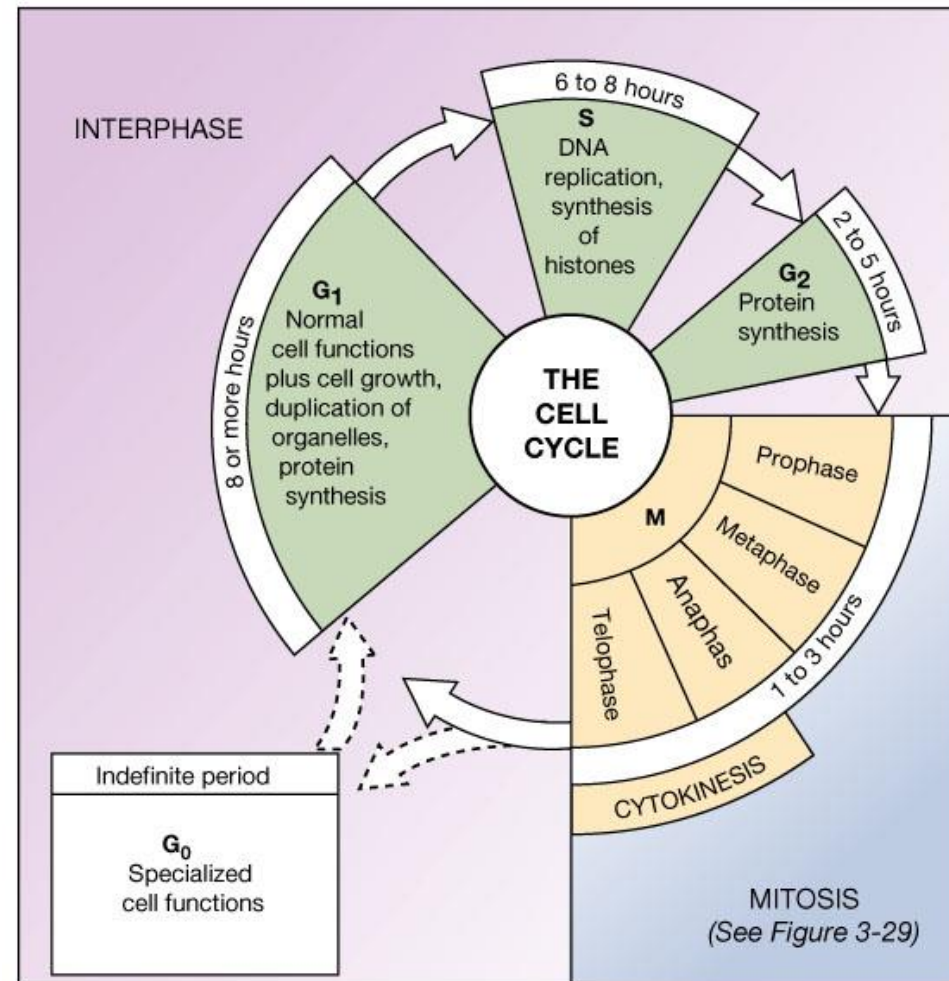 INTERPHASE
6 to 8 hours
S
DNA
replication,
synthesis
of
histones
2 to 5 hours
G2
Protein
synthesis
8 or more hours
G1
Normal
cell functions
plus cell growth,
duplication of
organelles,
protein
synthesis
THE
CELL
CYCLE
M
Prophase
Metaphase
Anaphas
Telophase
1 to 3 hours
CYTOKINESIS
Indefinite period
G0
Specialized
cell functions
MITOSIS
(See Figure 3-29)